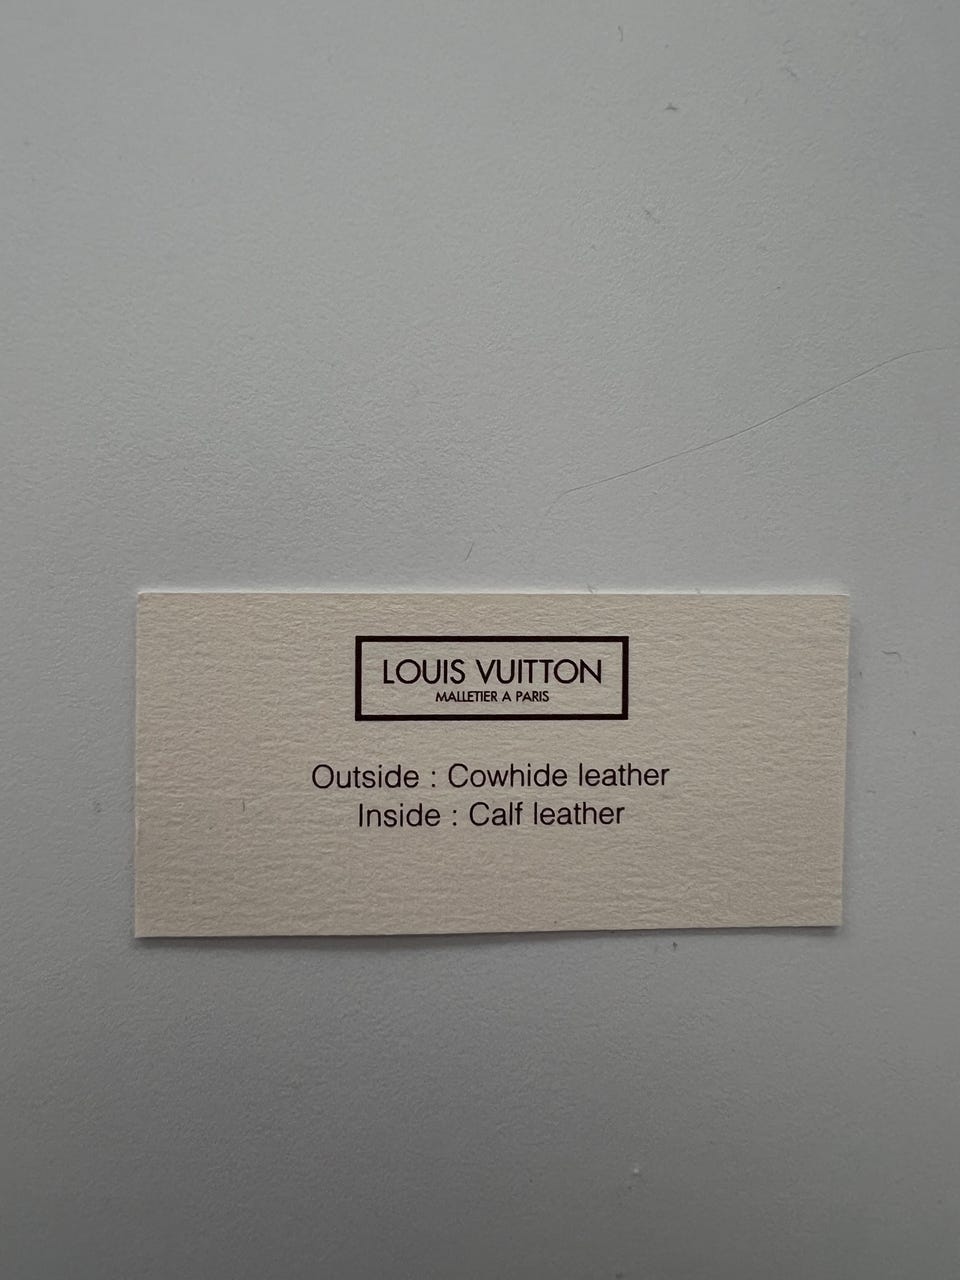 LOUIS VUITTON
MALLETIER A PARIS
Outside : Cowhide leather
Inside : Calf leather